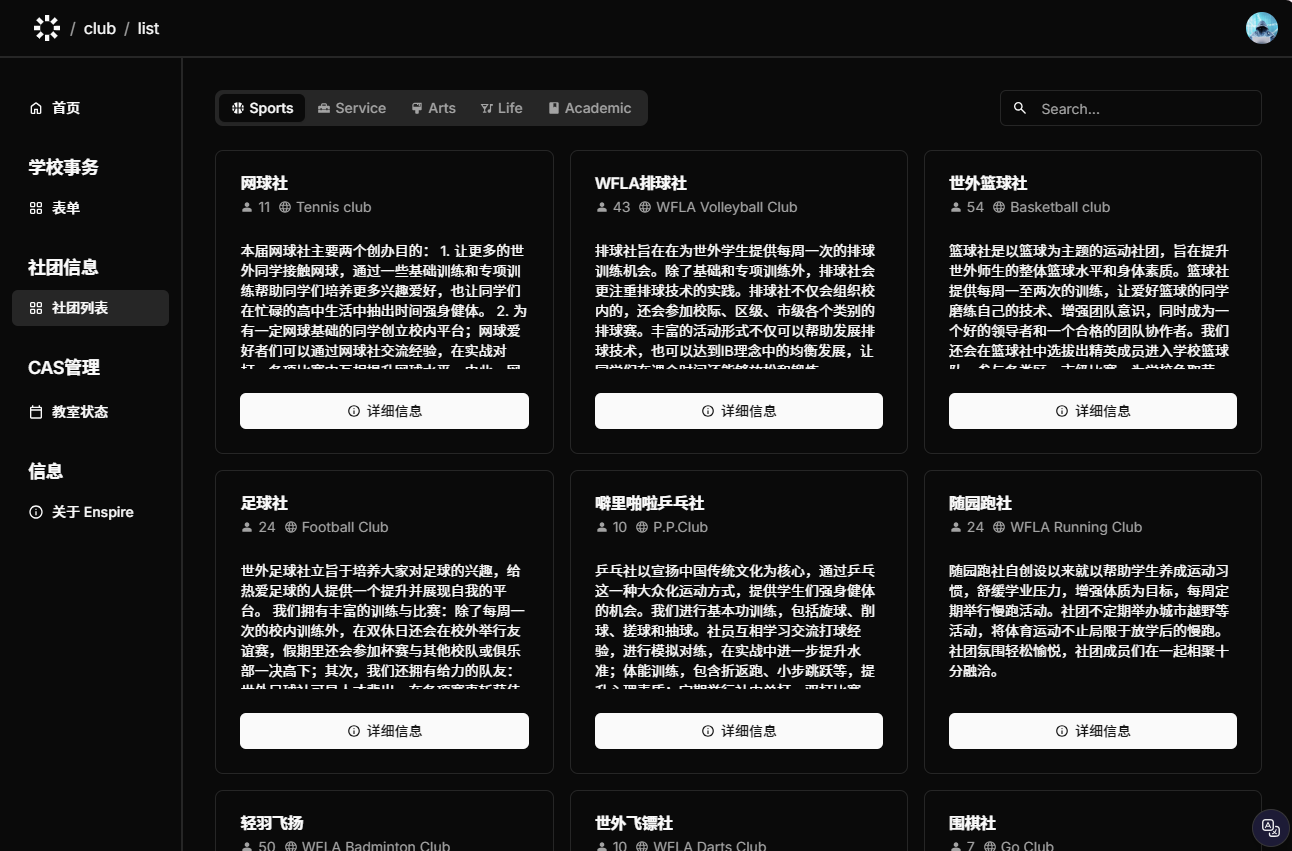 / club / list
首页
学校事务
表单
社团信息
社团列表
CAS管理
教室状态
信息
关于 Enspire
Sports Service Arts Life Academic
Search...
网球社
11 Tennis club
本届网球社主要两个创办目的： 1. 让更多的世
外同学接触网球，通过一些基础训练和专项训
练帮助同学们培养更多兴趣爱好，也让同学们
在忙碌的高中生活中抽出时间强身健体。 2. 为
有一定网球基础的同学创立校内平台；网球爱
好者们可以通过网球社交流经验，在实战对
详细信息
WFLA排球社
43 WFLA Volleyball Club
排球社旨在在为世外学生提供每周一次的排球
训练机会。除了基础和专项训练外，排球社会
更注重排球技术的实践。排球社不仅会组织校
内的，还会参加校际、区级、市级各个类别的
排球赛。丰富的活动形式不仅可以帮助发展排
球技术，也可以达到IB理念中的均衡发展，让
详细信息
世外篮球社
54 Basketball club
篮球社是以篮球为主题的运动社团，旨在提升
世外师生的整体篮球水平和身体素质。篮球社
提供每周一至两次的训练，让爱好篮球的同学
磨练自己的技术、增强团队意识，同时成为一
个好的领导者和一个合格的团队协作者。我们
还会在篮球社中选拔出精英成员进入学校篮球
详细信息
足球社
24 Football Club
世外足球社立旨于培养大家对足球的兴趣，给
热爱足球的人提供一个提升并展现自我的平
台。 我们拥有丰富的训练与比赛：除了每周一
次的校内训练外，在双休日还会在校外举行友
谊赛，假期里还会参加杯赛与其他校队或俱乐
部一决高下；其次，我们还拥有给力的队友：
详细信息
噼里啪啦乒乓社
10 P.P.Club
乒乓社以宣扬中国传统文化为核心，通过乒乓
这一种大众化运动方式，提供学生们强身健体
的机会。我们进行基本功训练，包括旋球、削
球、搓球和抽球。社员互相学习交流打球经
验，进行模拟对练，在实战中进一步提升水
准；体能训练，包含折返跑、小步跳跃等，提
详细信息
随园跑社
24 WFLA Running Club
随园跑社自创设以来就以帮助学生养成运动习
惯，舒缓学业压力，增强体质为目标，每周定
期举行慢跑活动。社团不定期举办城市越野等
活动，将体育运动不止局限于放学后的慢跑。
社团氛围轻松愉悦，社团成员们在一起相聚十
分融洽。
详细信息
轻羽飞扬
50 WFLA Badminton Club
世外飞镖社
10 WFLA Darts Club
围棋社
7 Go Club